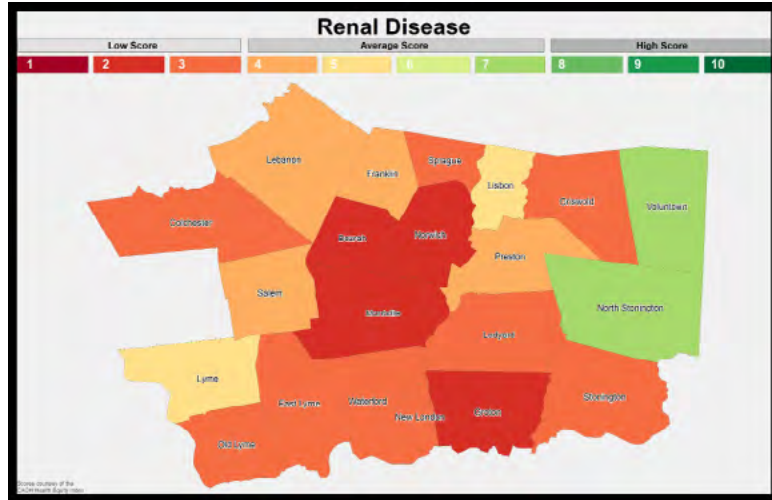 Renal Disease
Low Score Average Score High Score
1 2 3 4 5 6 7 8 9 10
Lebanon
Franklin
Sprague
Lisbon
Griswold
Voluntown
Colchester
Bozrah
Norwich
Preston
Salem
Montville
North Stonington
Ledyard
Lyme
East Lyme
Waterford
New London
Groton
Stonington
Old Lyme